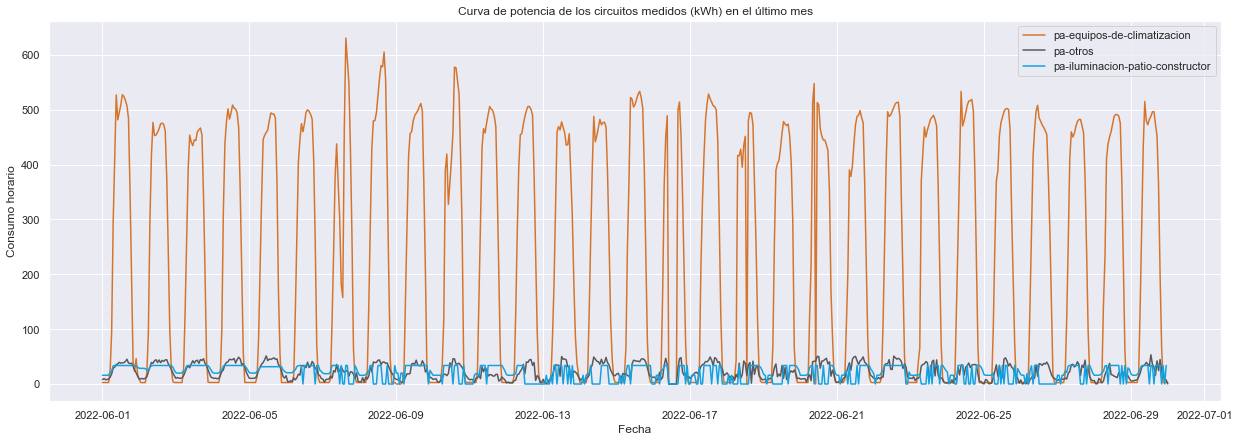 Curva de potencia de los circuitos medidos (kWh) en el último mes
pa-equipos-de-climatizacion
pa-otros
pa-iluminacion-patio-constructor
Consumo horario
600
500
400
300
200
100
0
2022-06-01 2022-06-05 2022-06-09 2022-06-13 2022-06-17 2022-06-21 2022-06-25 2022-06-29 2022-07-01
Fecha